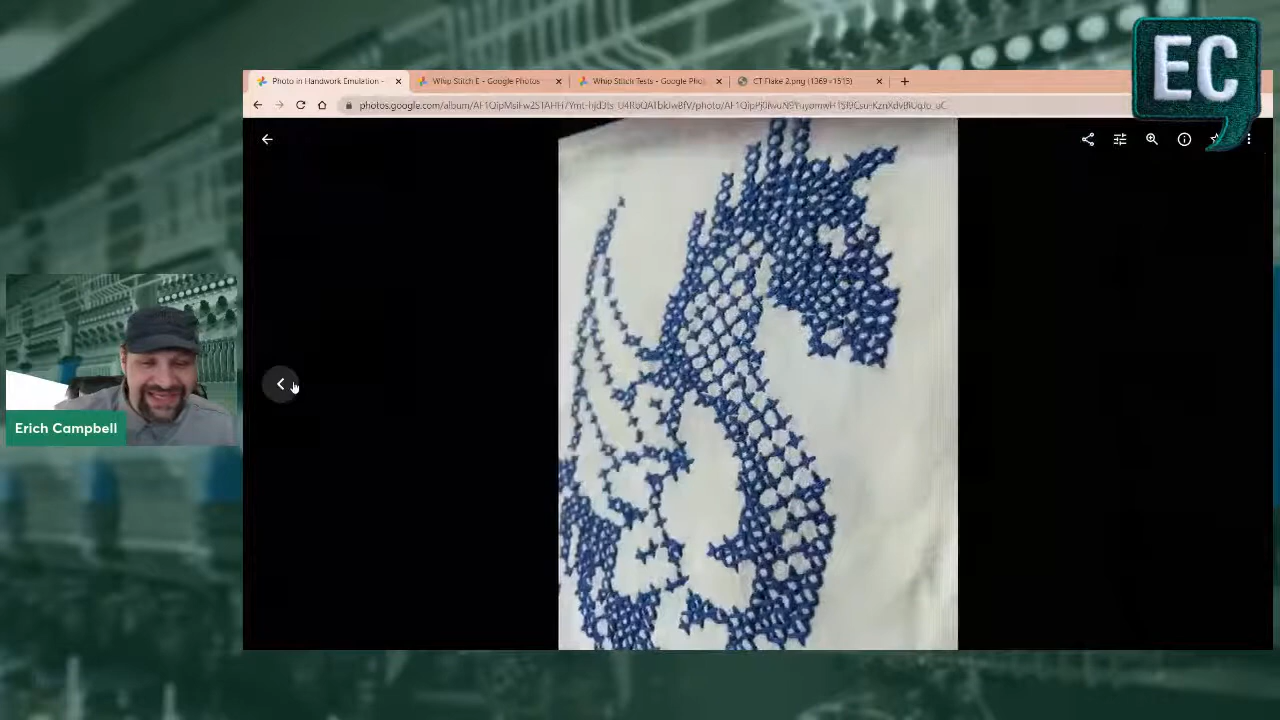 EC
Photo in Handwork Emulation -
Whip Stitch E - Google Photos
Whip Stitch Tests - Google Pho
CT Flake 2.png (1369×1515)
Erich Campbell